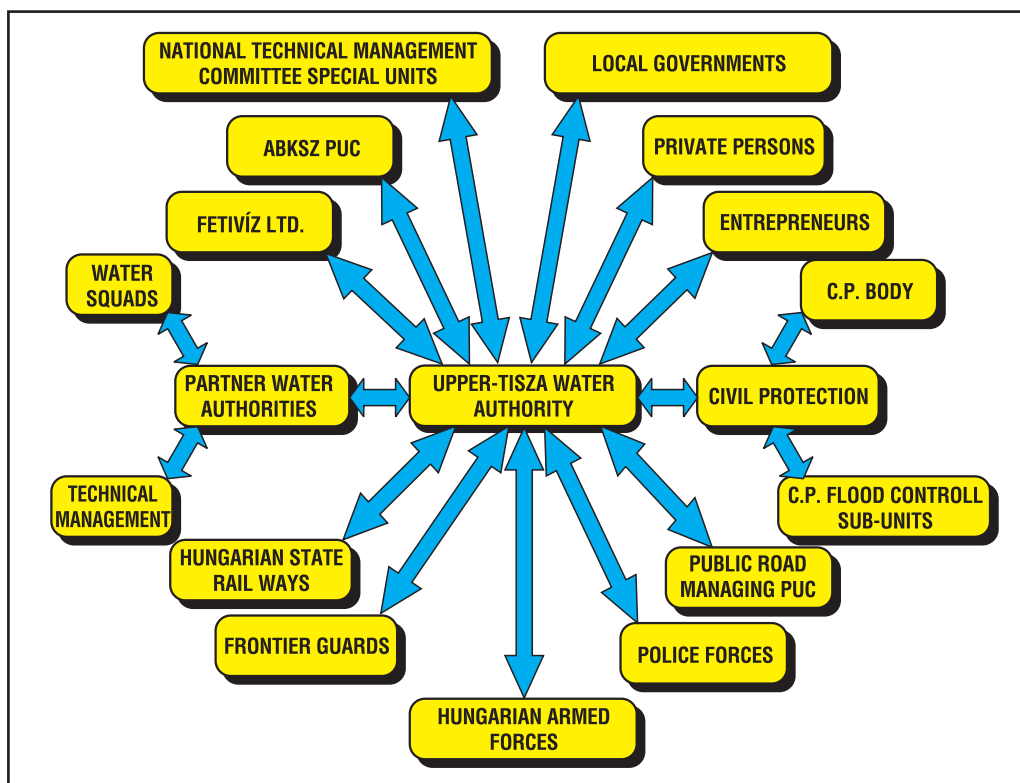 NATIONAL TECHNICAL MANAGEMENT
COMMITTEE SPECIAL UNITS
LOCAL GOVERNMENTS
ABKSZ PUC
PRIVATE PERSONS
FETIVÍZ LTD.
ENTREPRENEURS
WATER
SQUADS
C.P. BODY
PARTNER WATER
AUTHORITIES
UPPER-TISZA WATER
AUTHORITY
CIVIL PROTECTION
TECHNICAL
MANAGEMENT
C.P. FLOOD CONTROLL
SUB-UNITS
HUNGARIAN STATE
RAIL WAYS
PUBLIC ROAD
MANAGING PUC
FRONTIER GUARDS
POLICE FORCES
HUNGARIAN ARMED
FORCES